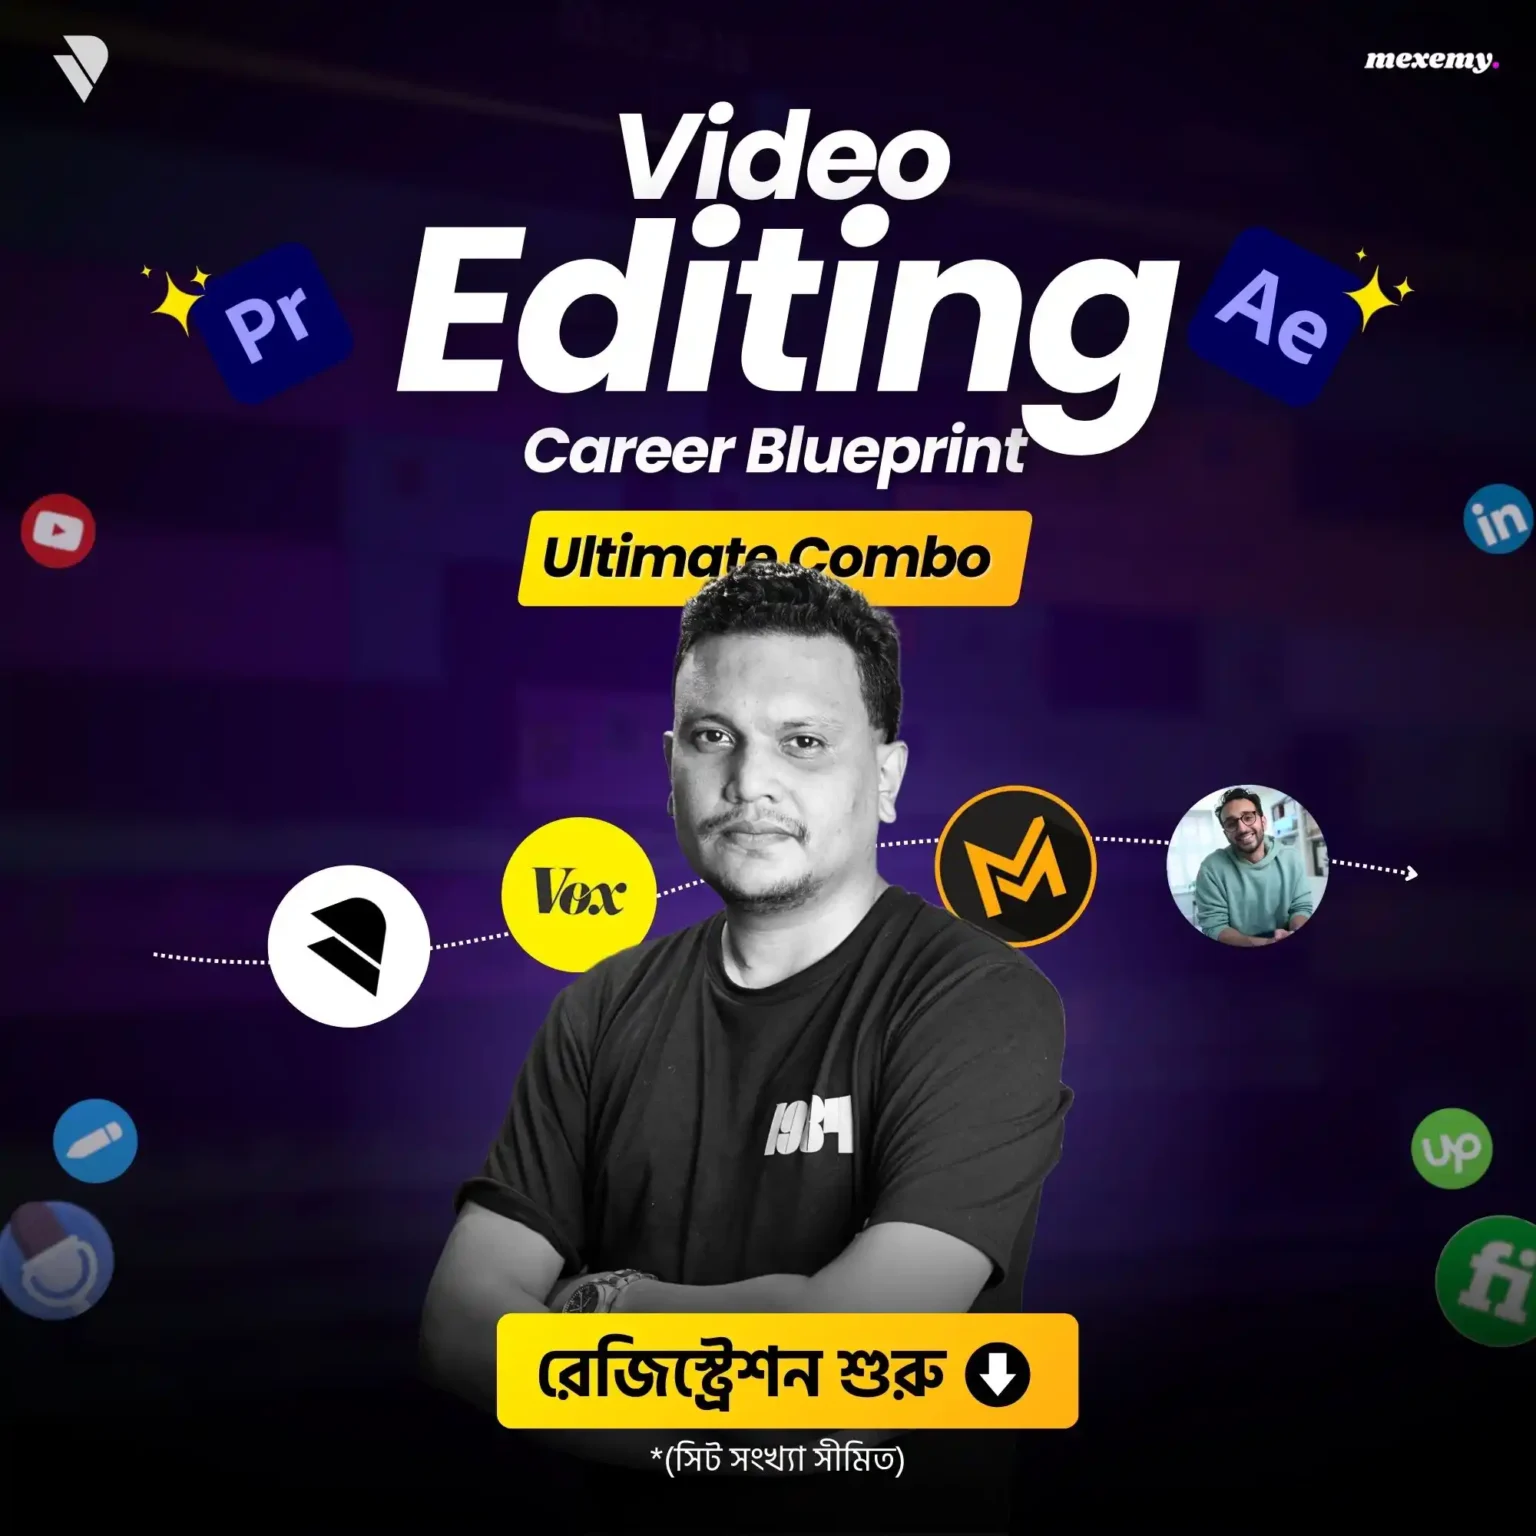 mexemy.
Video
Editing
Pr
Ae
Career Blueprint
Ultimate Combo
in
Vox
1984
up
fi
রেজিস্ট্রেশন শুরু
*(সিট সংখ্যা সীমিত)